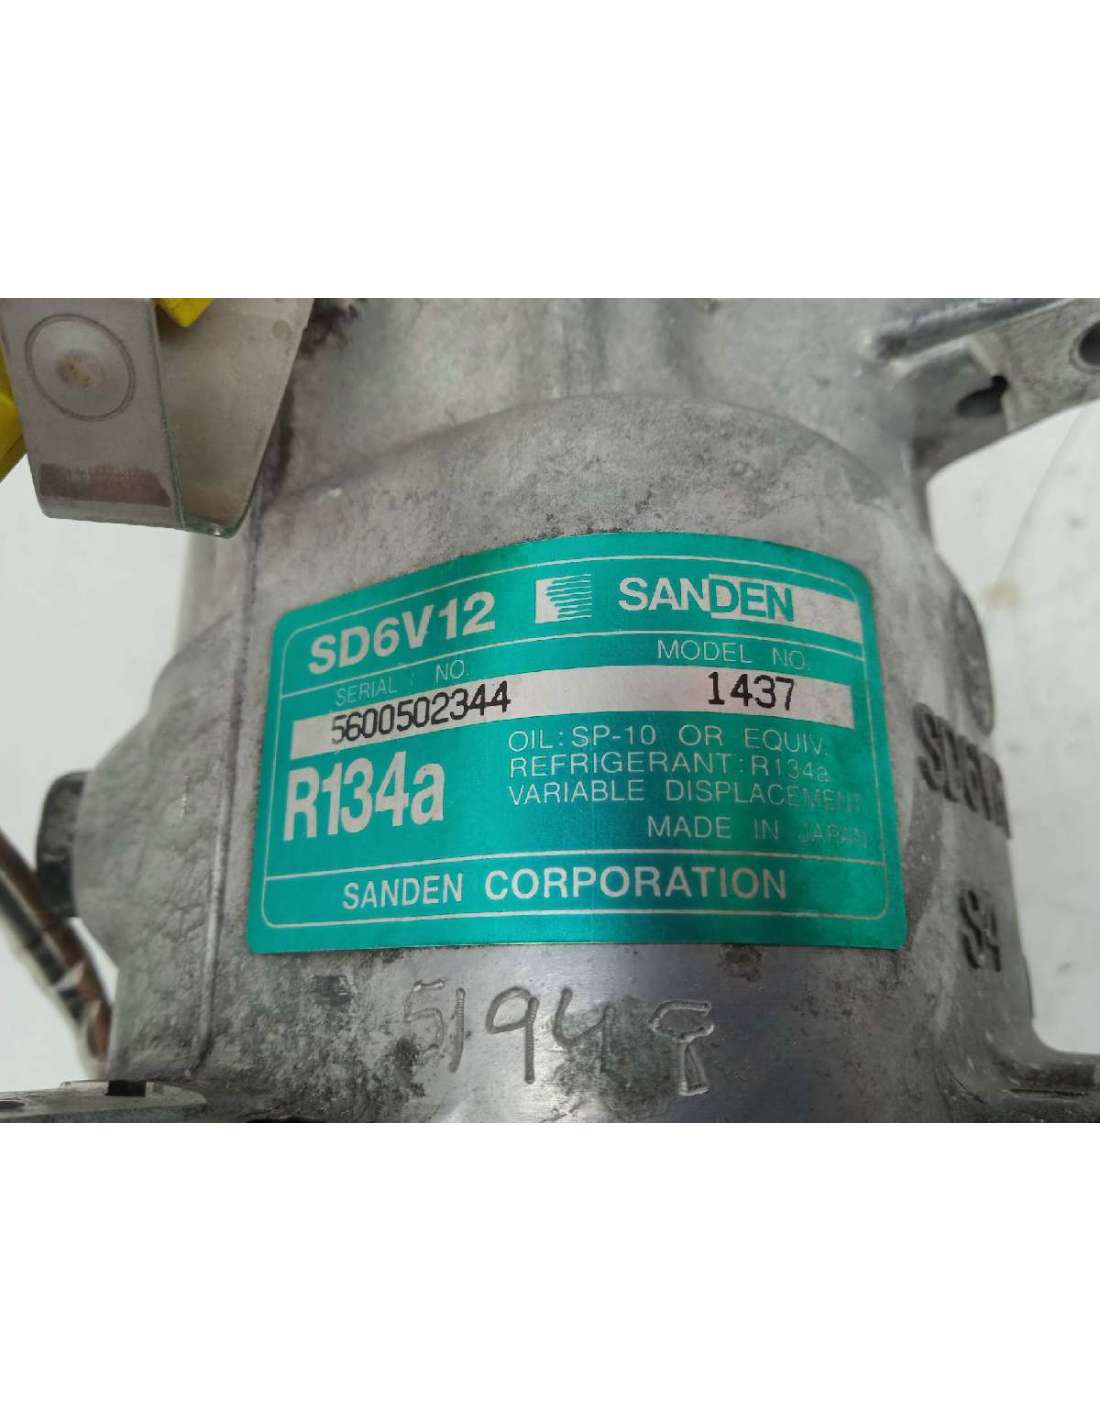 SD6V12 SANDEN
SERIAL NO. MODEL NO.
5600502344 1437
R134a
OIL: SP-10 OR EQUIV.
REFRIGERANT: R134a
VARIABLE DISPLACEMENT
MADE IN JAPAN
SANDEN CORPORATION